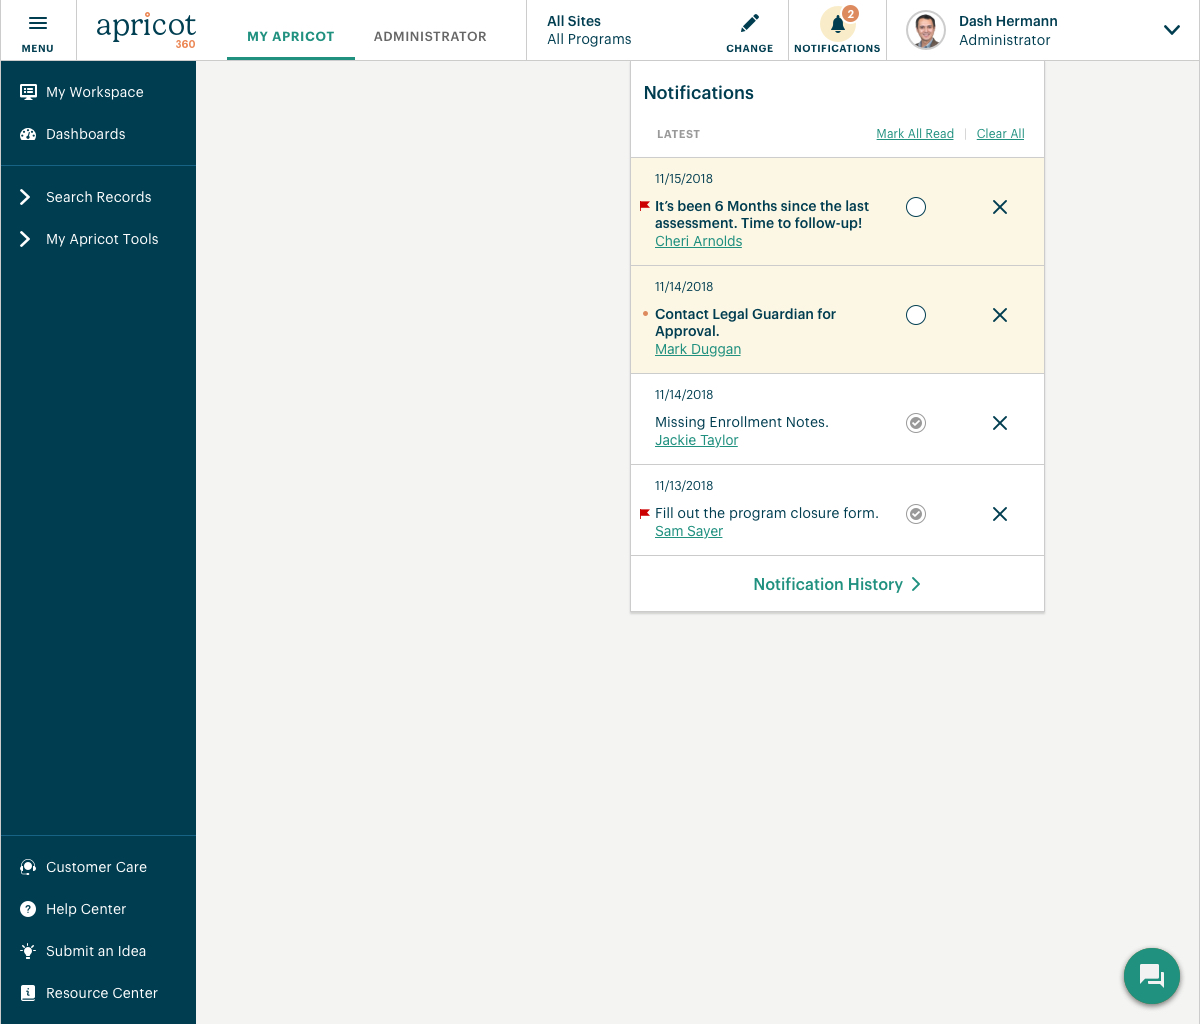 MENU
apricot
360
MY APRICOT
ADMINISTRATOR
All Sites
All Programs
CHANGE
2
NOTIFICATIONS
Dash Hermann
Administrator
My Workspace
Dashboards
Search Records
My Apricot Tools
Customer Care
Help Center
Submit an Idea
Resource Center
Notifications
LATEST
Mark All Read
Clear All
11/15/2018
It’s been 6 Months since the last
assessment. Time to follow-up!
Cheri Arnolds
11/14/2018
Contact Legal Guardian for
Approval.
Mark Duggan
11/14/2018
Missing Enrollment Notes.
Jackie Taylor
11/13/2018
Fill out the program closure form.
Sam Sayer
Notification History